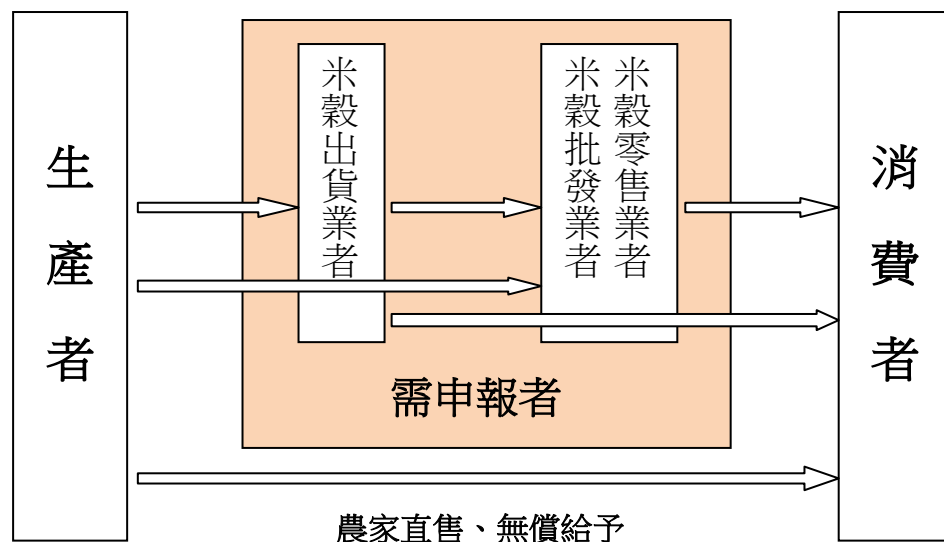 生產者
米穀出貨業者
米穀零售業者
米穀批發業者
消費者
需申報者
農家直售、無償給予